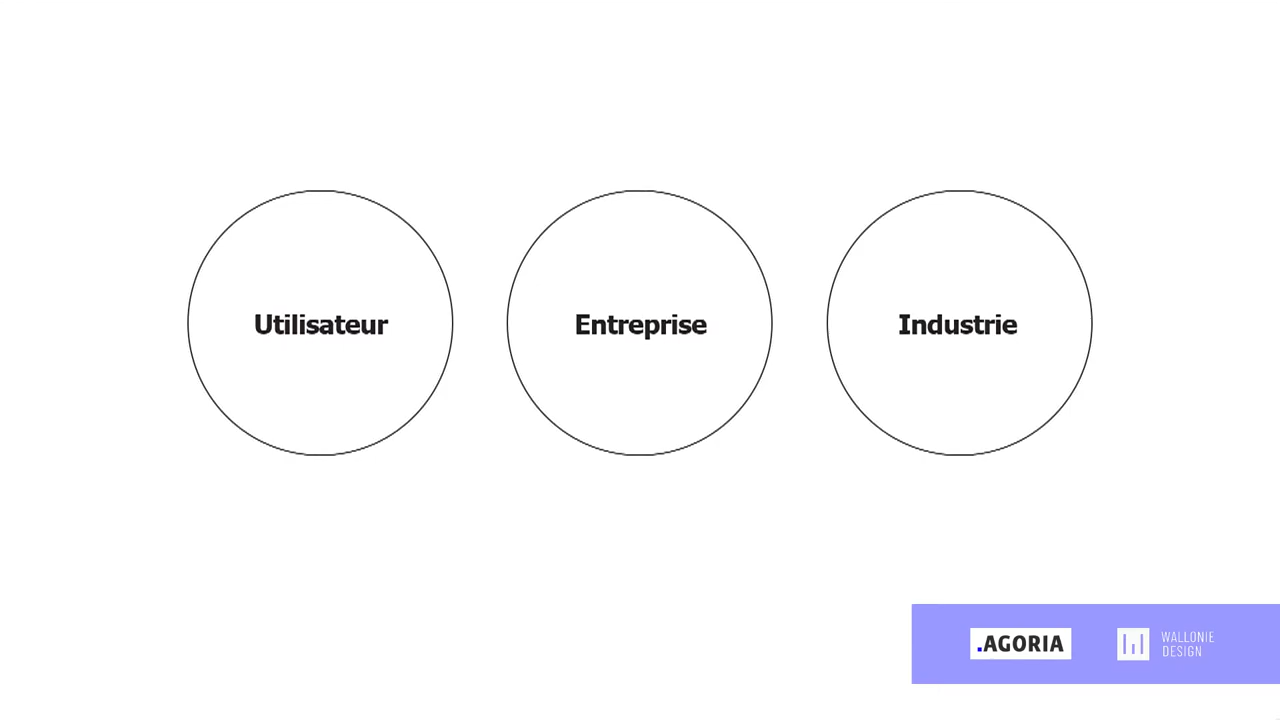 Utilisateur
Entreprise
Industrie
.AGORIA
WALLONIE
DESIGN